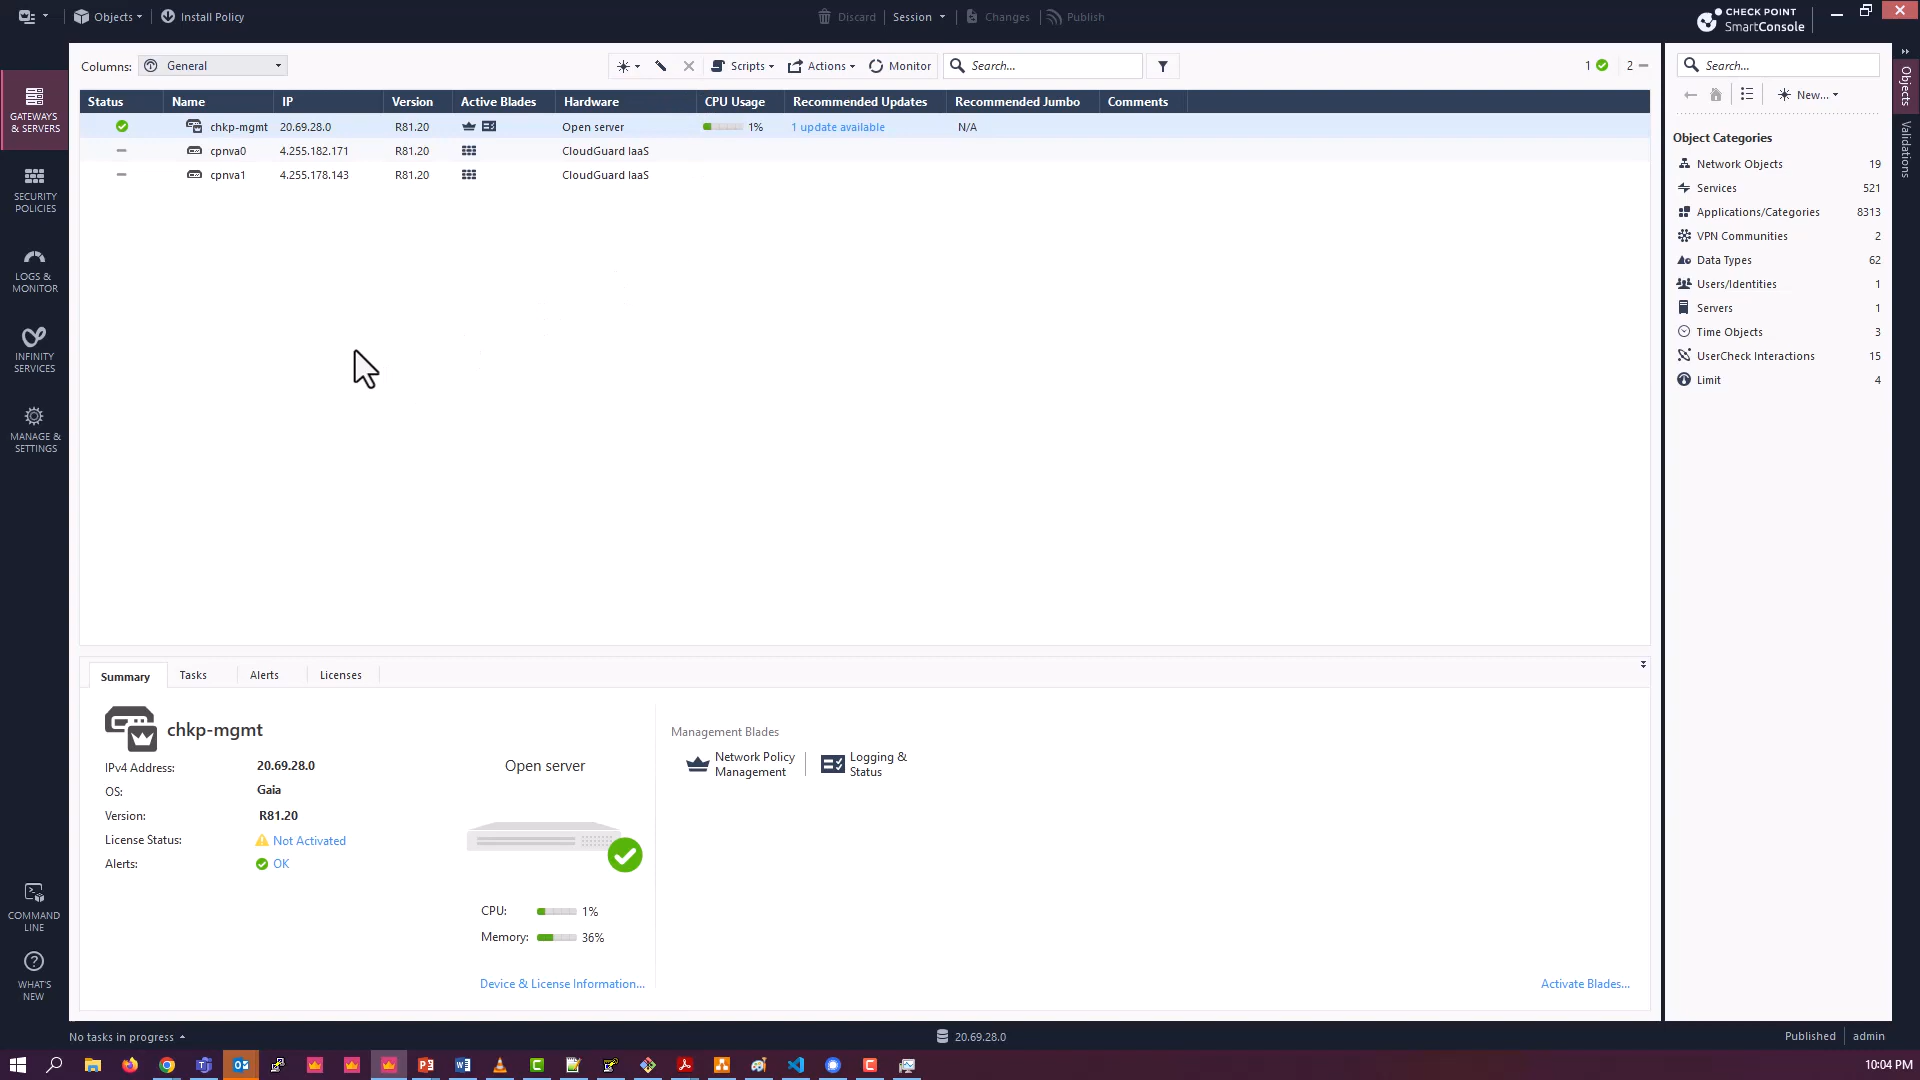 Objects
Install Policy
Discard
Session
Changes
Publish
CHECK POINT
SmartConsole
Columns:
General
Scripts
Actions
Monitor
Search...
1
2
Search...
New...
Objects
Validations
GATEWAYS
& SERVERS
SECURITY
POLICIES
LOGS &
MONITOR
INFINITY
SERVICES
MANAGE &
SETTINGS
COMMAND
LINE
WHAT'S
NEW
Status Name IP Version Active Blades Hardware CPU Usage Recommended Updates Recommended Jumbo Comments
chkp-mgmt 20.69.28.0 R81.20 Open server 1% 1 update available N/A
cpnva0 4.255.182.171 R81.20 CloudGuard IaaS
cpnva1 4.255.178.143 R81.20 CloudGuard IaaS
Object Categories
Network Objects 19
Services 521
Applications/Categories 8313
VPN Communities 2
Data Types 62
Users/Identities 1
Servers 1
Time Objects 3
UserCheck Interactions 15
Limit 4
Summary Tasks Alerts Licenses
chkp-mgmt
IPv4 Address: 20.69.28.0
OS: Gaia
Version: R81.20
License Status: Not Activated
Alerts: OK
Open server
CPU: 1%
Memory: 36%
Device & License Information...
Management Blades
Network Policy
Management
Logging &
Status
Activate Blades...
No tasks in progress
20.69.28.0
Published
admin
10:04 PM